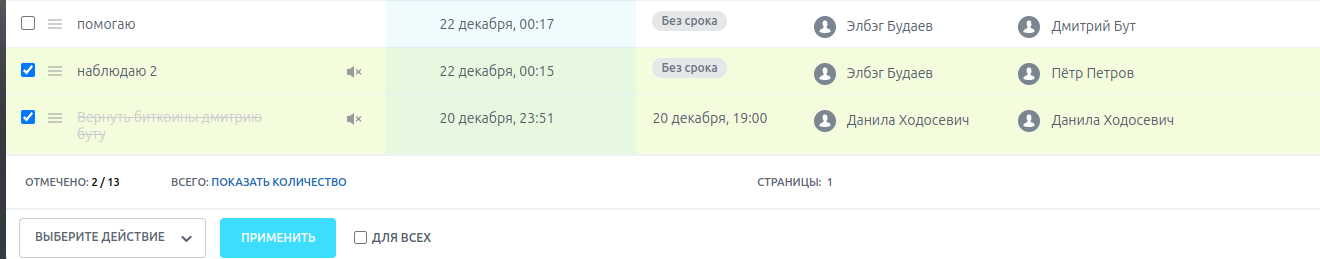 помогаю 22 декабря, 00:17 Без срока Элбэг Будаев Дмитрий Бут
наблюдаю 2 22 декабря, 00:15 Без срока Элбэг Будаев Пётр Петров
Вернуть биткоины дмитрию 20 декабря, 23:51 20 декабря, 19:00 Данила Ходосевич Данила Ходосевич
буту
ОТМЕЧЕНО: 2 / 13 ВСЕГО: ПОКАЗАТЬ КОЛИЧЕСТВО СТРАНИЦЫ: 1
ВЫБЕРИТЕ ДЕЙСТВИЕ ПРИМЕНИТЬ ДЛЯ ВСЕХ